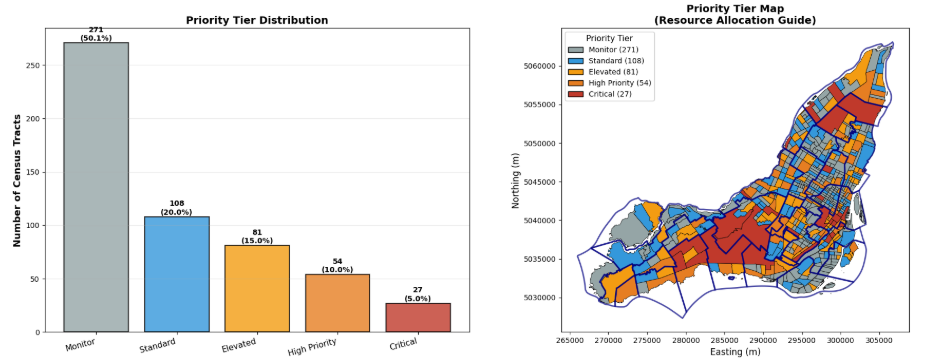 Priority Tier Distribution
Number of Census Tracts
250
200
150
100
50
0
271
(50.1%)
108
(20.0%)
81
(15.0%)
54
(10.0%)
27
(5.0%)
Monitor
Standard
Elevated
High Priority
Critical
Priority Tier Map
(Resource Allocation Guide)
Priority Tier
Monitor (271)
Standard (108)
Elevated (81)
High Priority (54)
Critical (27)
Northing (m)
5060000
5055000
5050000
5045000
5040000
5035000
5030000
265000 270000 275000 280000 285000 290000 295000 300000 305000
Easting (m)